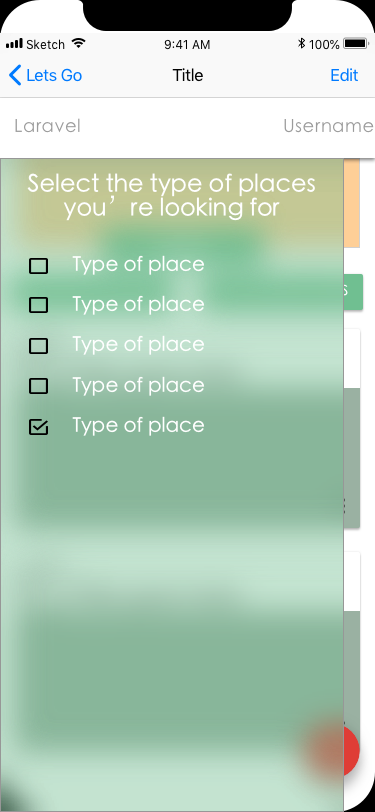 Sketch 9:41 AM 100%
Lets Go Title Edit
Laravel Username
Select the type of places
you’re looking for
S
Type of place
Type of place
Type of place
Type of place
Type of place